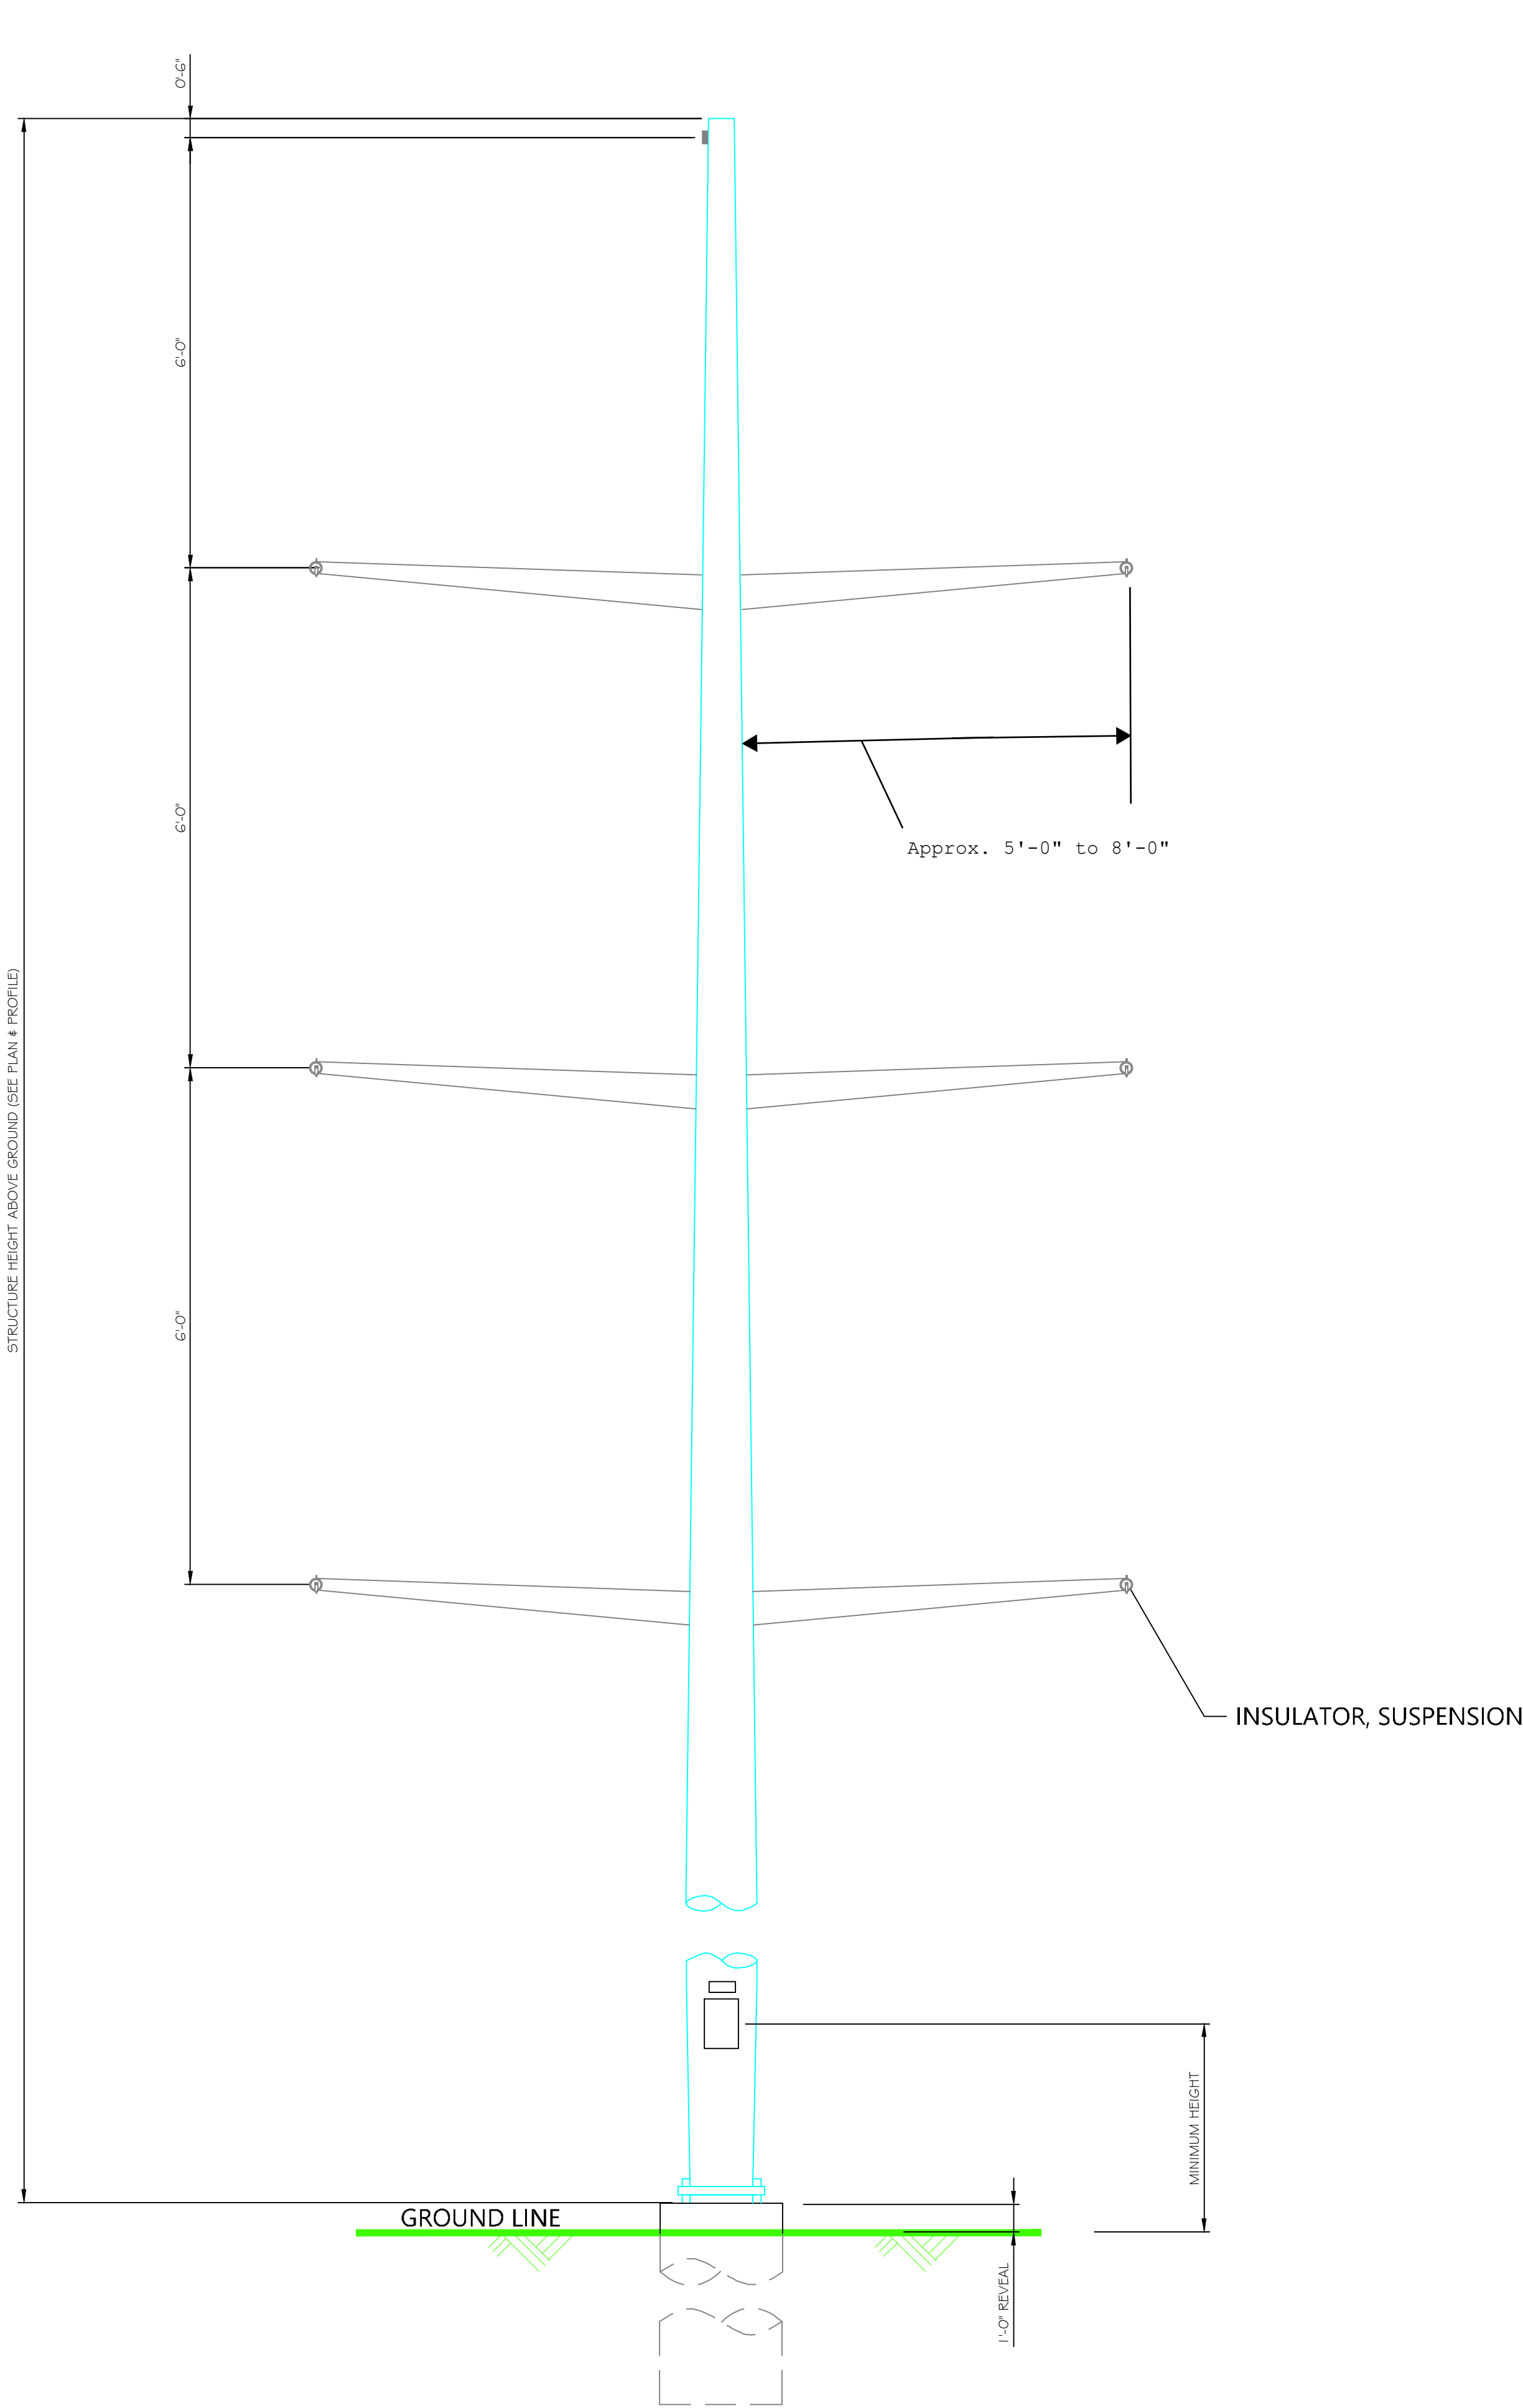 0'-6"
6'-0"
6'-0"
Approx. 5'-0" to 8'-0"
STRUCTURE HEIGHT ABOVE GROUND (SEE PLAN & PROFILE)
6'-0"
INSULATOR, SUSPENSION
MINIMUM HEIGHT
GROUND LINE
1'-0" REVEAL